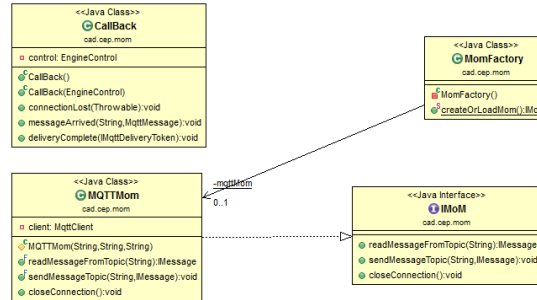 <<Java Class>>
CallBack
cad.cep.mom
control: EngineControl
CallBack()
CallBack(EngineControl)
connectionLost(Throwable):void
messageArrived(String,MqttMessage):void
deliveryComplete(IMqttDeliveryToken):void
<<Java Class>>
MomFactory
cad.cep.mom
MomFactory()
createOrLoadMom():IMo
-mqttMom
0..1
<<Java Class>>
MQTTMom
cad.cep.mom
client: MqttClient
MQTTMom(String,String,String)
readMessageFromTopic(String):IMessage
sendMessageTopic(String,IMessage):void
closeConnection():void
<<Java Interface>>
IMoM
cad.cep.mom
readMessageFromTopic(String):IMessage
sendMessageTopic(String,IMessage):void
closeConnection():void